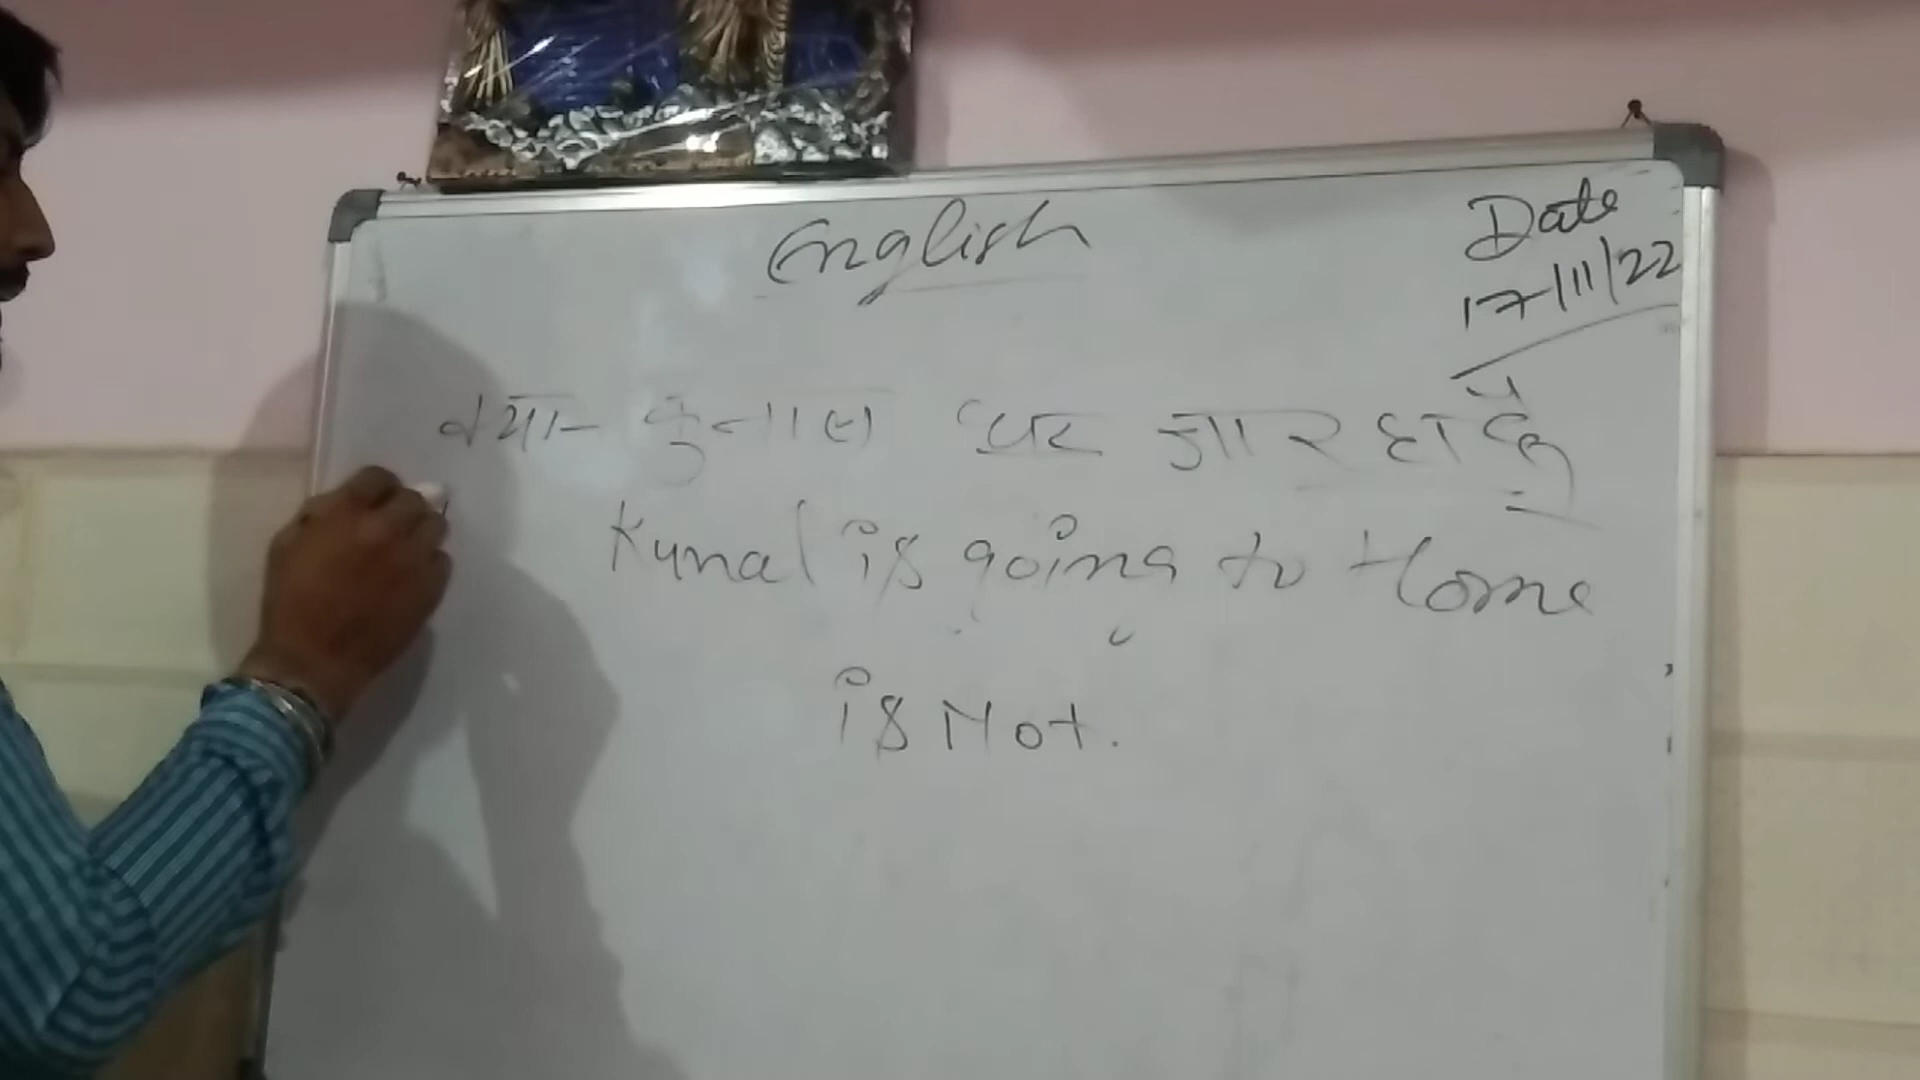 English
Date
17/11/22
क्या कुनाल घर जा रहा है
Kunal is going to Home
is Not.